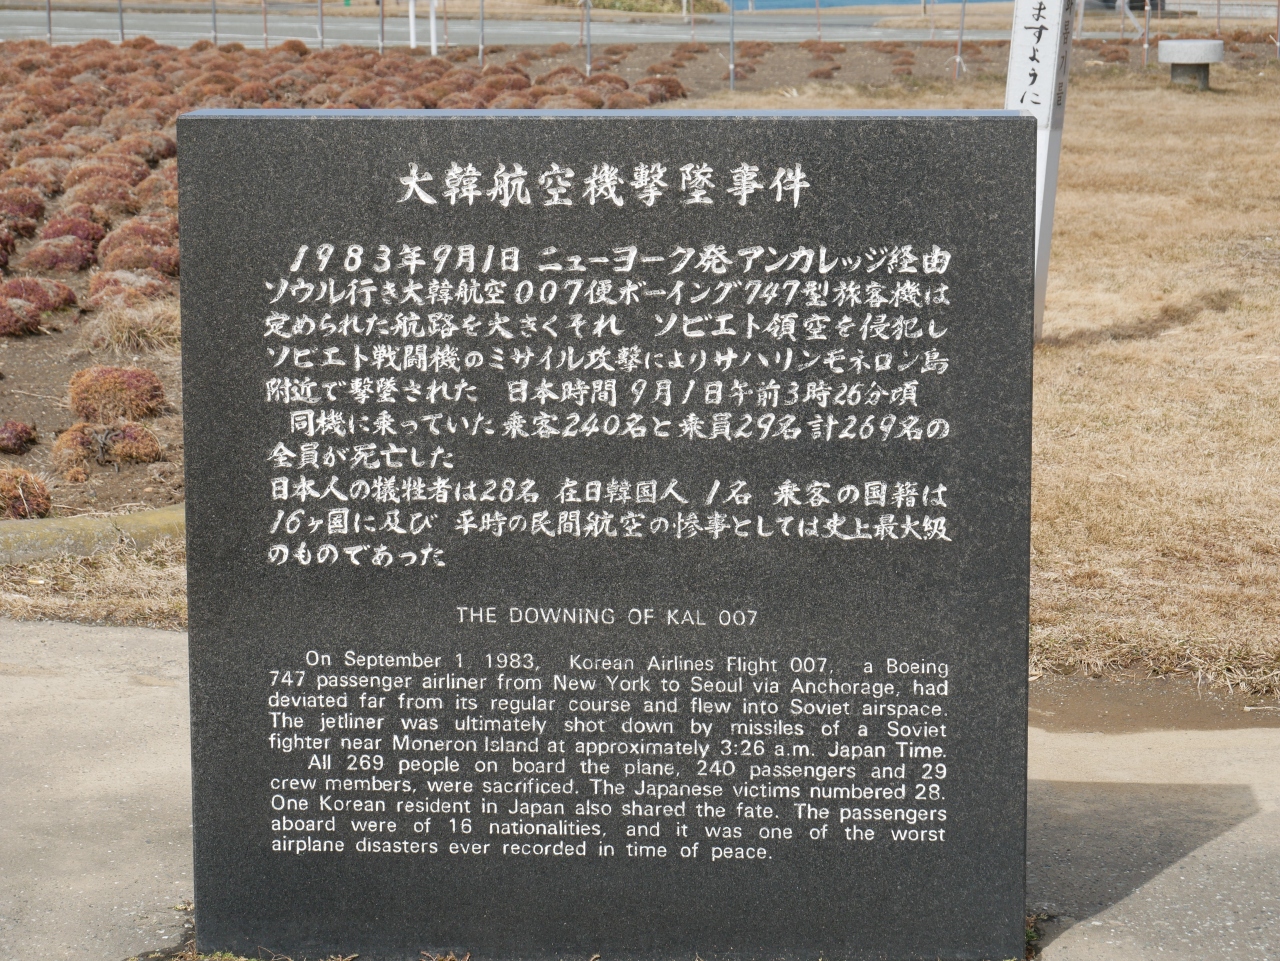 ますように
大韓航空機撃墜事件
1983年9月1日 ニューヨーク発アンカレッジ経由
ソウル行き大韓航空007便ボーイング747型旅客機は
定められた航路を大きくそれ ソビエト領空を侵犯し
ソビエト戦闘機のミサイル攻撃によりサハリンモネロン島
附近で撃墜された 日本時間9月1日午前3時26分頃
同機に乗っていた乗客240名と乗員29名計269名の
全員が死亡した
日本人の犠牲者は28名 在日韓国人 1名 乗客の国籍は
16ヶ国に及び 平時の民間航空の惨事としては史上最大級
のものであった
THE DOWNING OF KAL 007
On September 1 1983, Korean Airlines Flight 007, a Boeing
747 passenger airliner from New York to Seoul via Anchorage, had
deviated far from its regular course and flew into Soviet airspace.
The jetliner was ultimately shot down by missiles of a Soviet
fighter near Moneron Island at approximately 3:26 a.m. Japan Time.
All 269 people on board the plane, 240 passengers and 29
crew members, were sacrificed. The Japanese victims numbered 28.
One Korean resident in Japan also shared the fate. The passengers
aboard were of 16 nationalities, and it was one of the worst
airplane disasters ever recorded in time of peace.